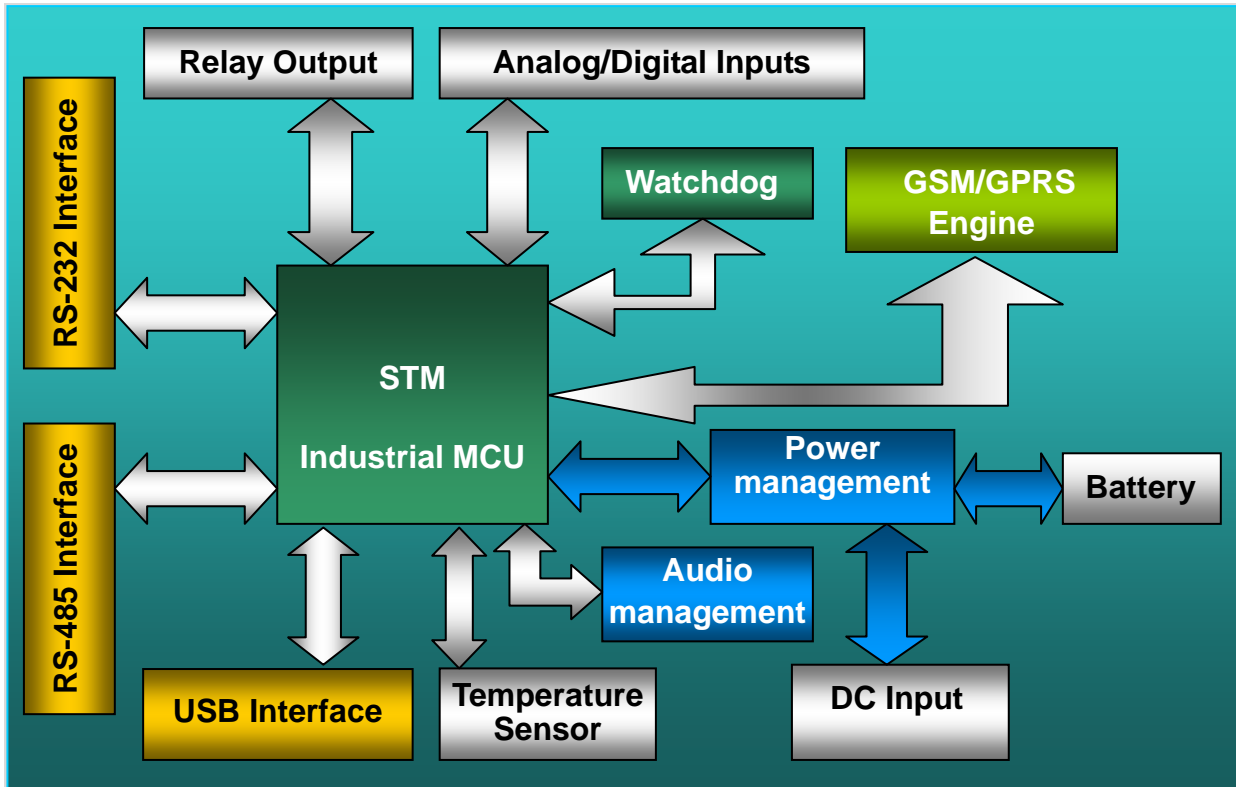 Relay Output
Analog/Digital Inputs
RS-232 Interface
Watchdog
GSM/GPRS
Engine
STM
Industrial MCU
RS-485 Interface
Power
management
Battery
Audio
management
USB Interface
Temperature
Sensor
DC Input